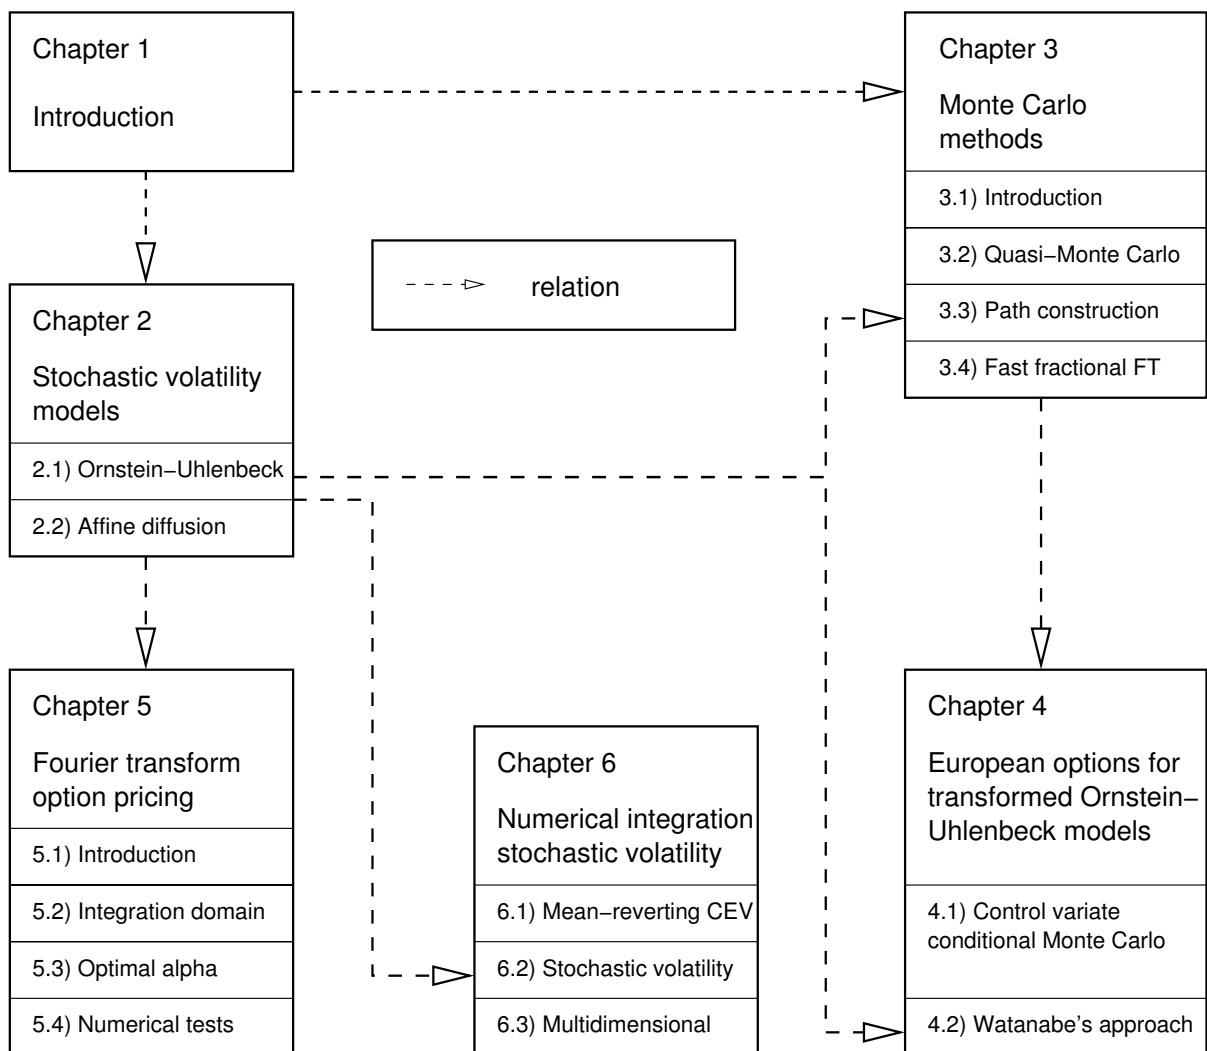 Chapter 1
Introduction
Chapter 3
Monte Carlo
methods
3.1) Introduction
3.2) Quasi−Monte Carlo
3.3) Path construction
3.4) Fast fractional FT
relation
Chapter 2
Stochastic volatility
models
2.1) Ornstein−Uhlenbeck
2.2) Affine diffusion
Chapter 5
Fourier transform
option pricing
5.1) Introduction
5.2) Integration domain
5.3) Optimal alpha
5.4) Numerical tests
Chapter 6
Numerical integration
stochastic volatility
6.1) Mean−reverting CEV
6.2) Stochastic volatility
6.3) Multidimensional
Chapter 4
European options for
transformed Ornstein−
Uhlenbeck models
4.1) Control variate
conditional Monte Carlo
4.2) Watanabe's approach